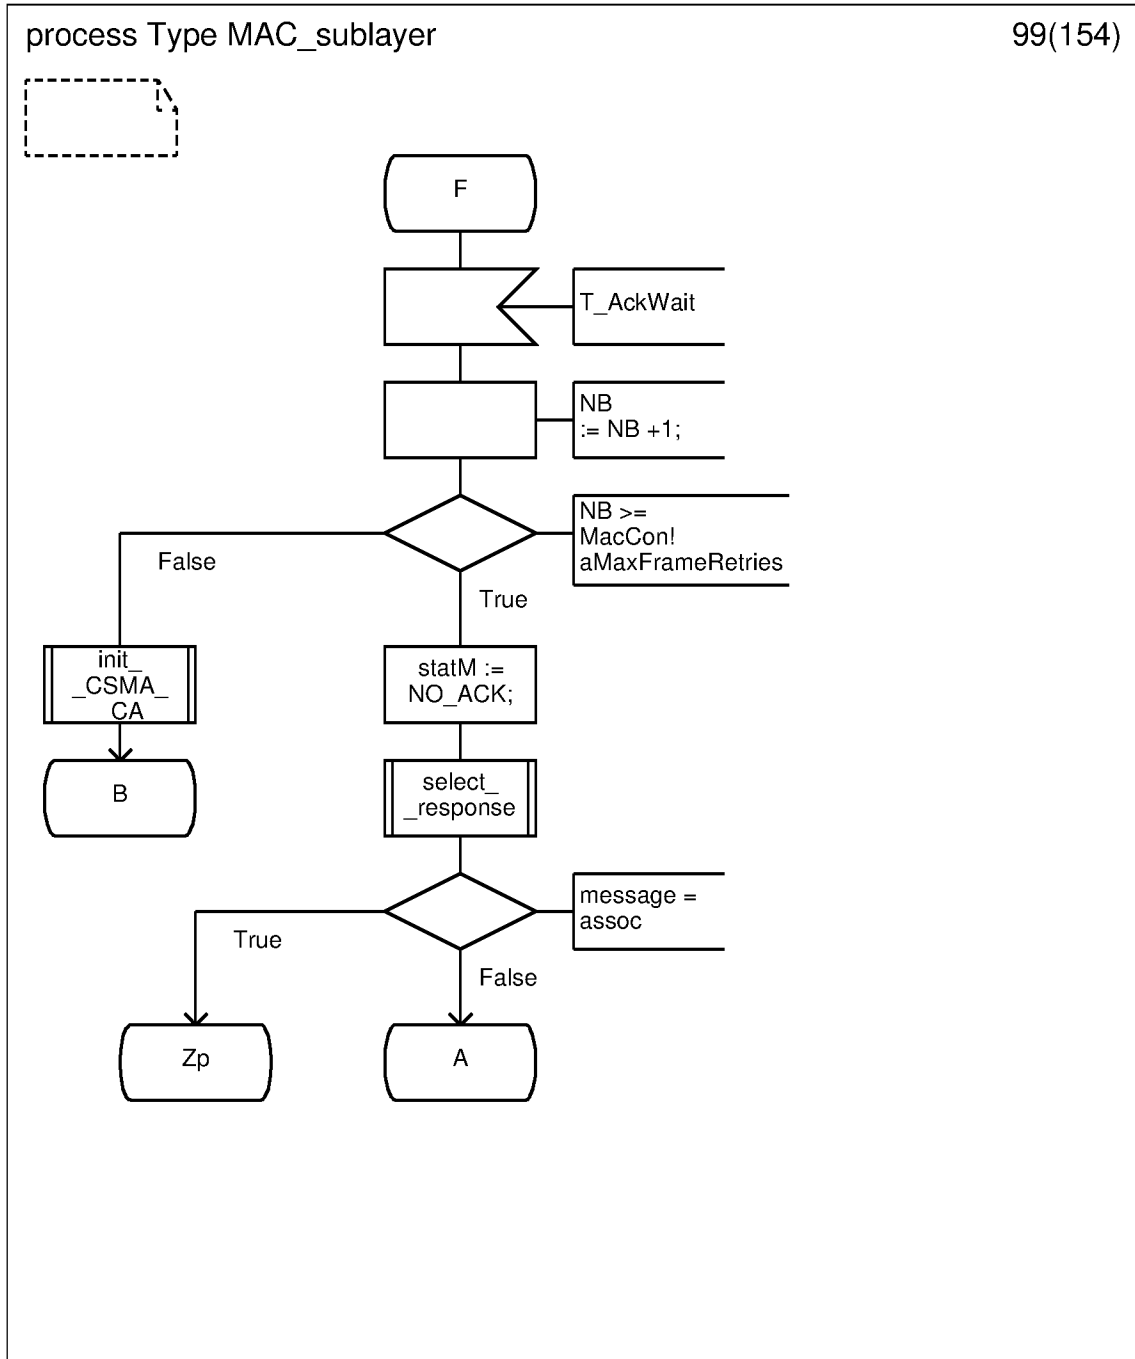 process Type MAC_sublayer
99(154)
F
T_AckWait
NB
:= NB +1;
NB >=
MacCon!
aMaxFrameRetries
False
True
init_
_CSMA_
CA
statM :=
NO_ACK;
B
select_
_response
message =
assoc
True
False
Zp
A